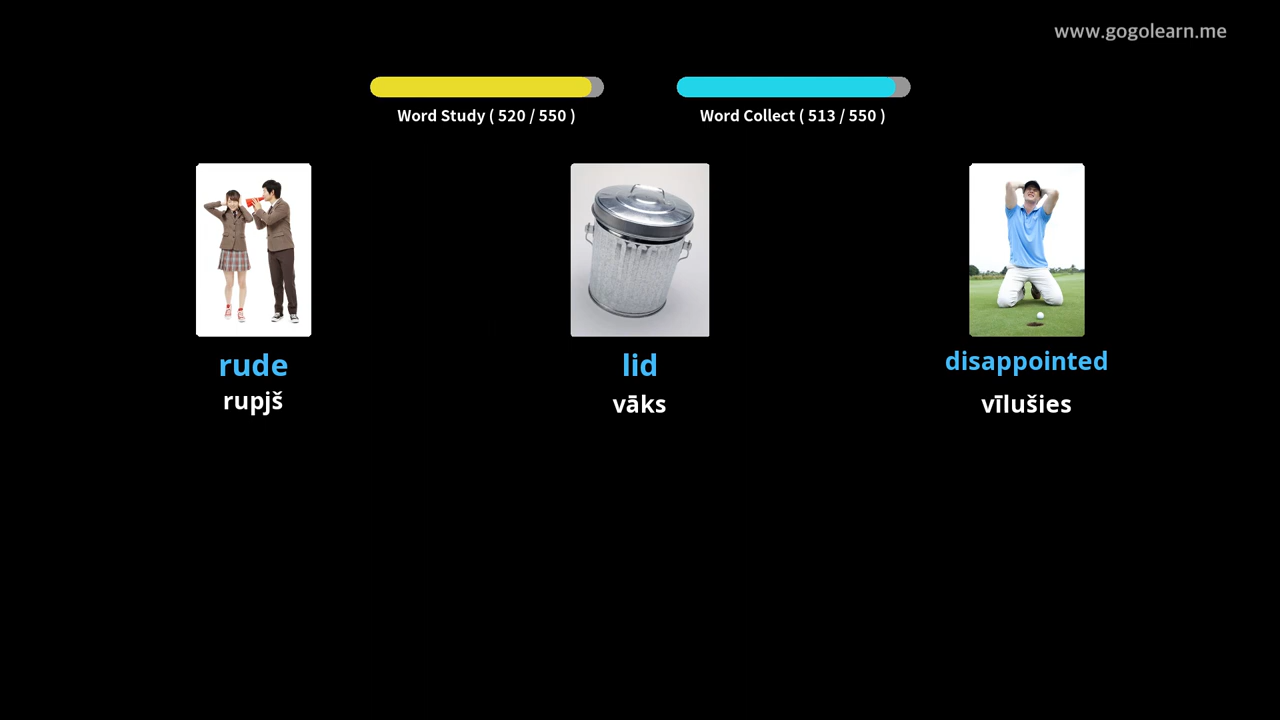 www.gogolearn.me
Word Study ( 520 / 550 )
Word Collect ( 513 / 550 )
rude
rupjš
lid
vāks
disappointed
vīlušies